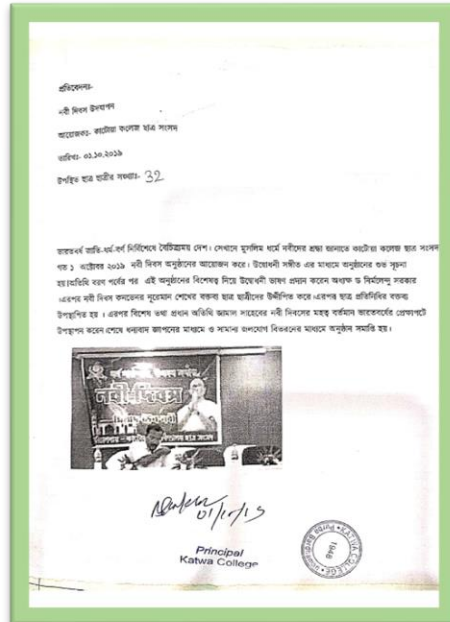 প্রতিবেদনঃ-
নবী দিবস উদযাপন
আয়োজকঃ- কাটোয়া কলেজ ছাত্র সংসদ
তারিখঃ- ০১.১০.২০১৯
উপস্থিত ছাত্র ছাত্রীর সংখ্যাঃ- 32
ভারতবর্ষ জাতি-ধর্ম-বর্ণ নির্বিশেষে বৈচিত্রময় দেশ। সেখানে মুসলিম ধর্মে নবীদের শ্রদ্ধা জানাতে কাটোয়া কলেজ ছাত্র সংসদ
গত ১ অক্টোবর ২০১৯ নবী দিবস অনুষ্ঠানের আয়োজন করে। উদ্বোধনী সঙ্গীত এর মাধ্যমে অনুষ্ঠানের শুভ সূচনা
হয়।অতিথি বরণ পর্বের পর এই অনুষ্ঠানের বিশেষত্ব নিয়ে উদ্বোধনী ভাষণ প্রদান করেন অধ্যক্ষ ড নির্মলেন্দু সরকার
।এরপর নবী দিবস কনভেনর নূরেমান শেখের বক্তব্য ছাত্র ছাত্রীদের উদ্দীপিত করে।এরপর ছাত্র প্রতিনিধির বক্তব্য
উপস্থাপিত হয় । এরপর বিশেষ তথা প্রধান অতিথি জামাল সাহেবের নবী দিবসের মহত্ব বর্তমান ভারতবর্ষের প্রেক্ষাপটে
উপস্থাপন করেন।শেষে ধন্যবাদ জ্ঞাপনের মাধ্যমে ও সামান্য জলযোগ বিতরনের মাধ্যমে অনুষ্ঠান সমাপ্তি হয়।
নবী দিবস
ছাত্র সংসদ
01/10/19
Principal
Katwa College
KATWA COLLEGE
1948